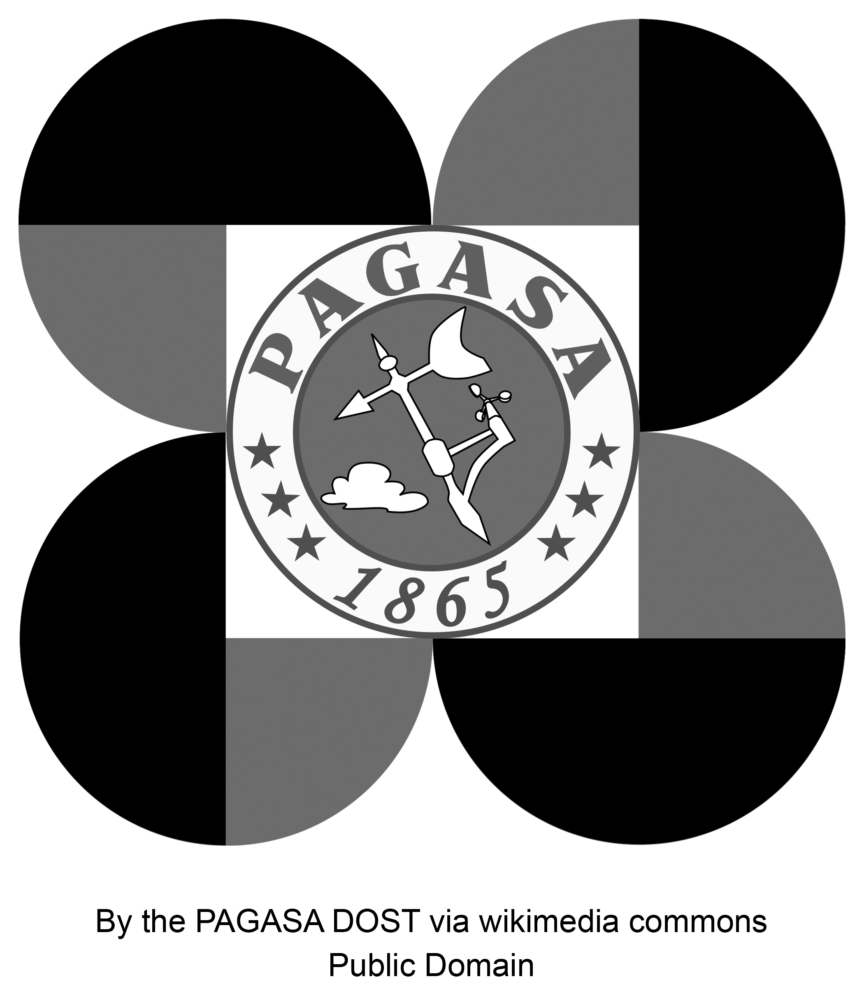 PAGASA
1865
By the PAGASA DOST via wikimedia commons
Public Domain